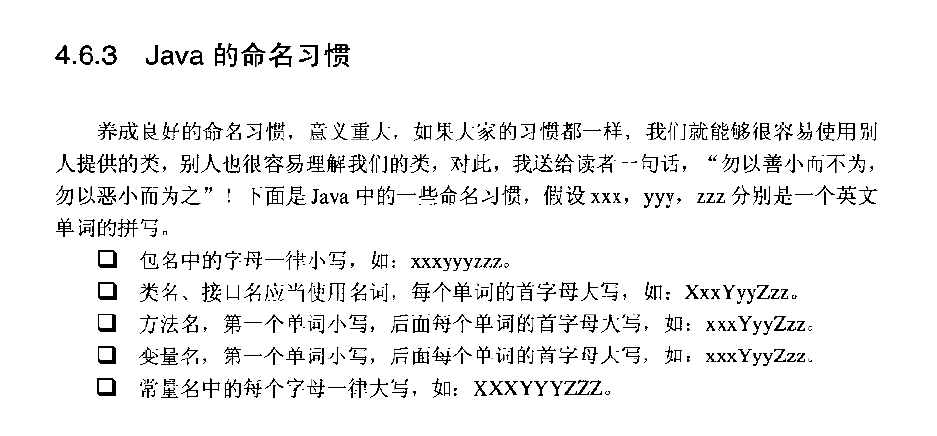 4.6.3 Java 的命名习惯
养成良好的命名习惯，意义重大，如果大家的习惯都一样，我们就能够很容易使用别
人提供的类，别人也很容易理解我们的类，对此，我送给读者一句话，“勿以善小而不为，
勿以恶小而为之”！下面是 Java 中的一些命名习惯，假设 xxx，yyy，zzz 分别是一个英文
单词的拼写。
❑ 包名中的字母一律小写，如：xxxyyyzzz。
❑ 类名、接口名应当使用名词，每个单词的首字母大写，如：XxxYyyZzz。
❑ 方法名，第一个单词小写，后面每个单词的首字母大写，如：xxxYyyZzz。
❑ 变量名，第一个单词小写，后面每个单词的首字母大写，如：xxxYyyZzz。
❑ 常量名中的每个字母一律大写，如：XXXYYYZZZ。